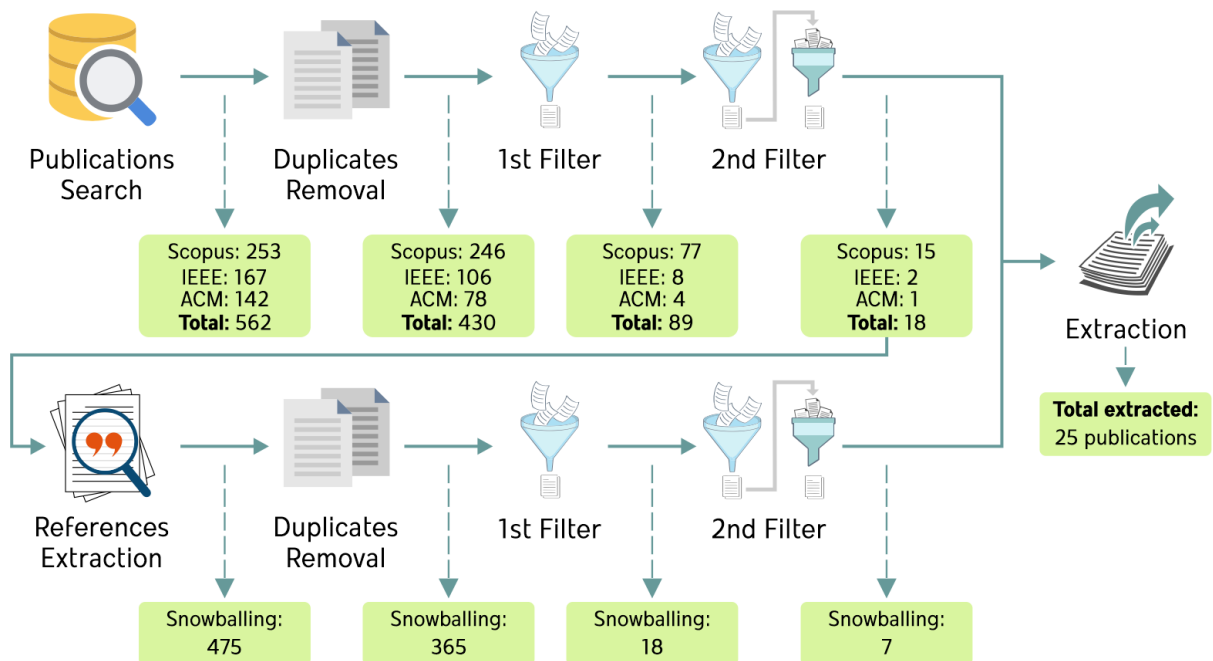 Publications
Search
Duplicates
Removal
1st Filter
2nd Filter
Scopus: 253
IEEE: 167
ACM: 142
Total: 562
Scopus: 246
IEEE: 106
ACM: 78
Total: 430
Scopus: 77
IEEE: 8
ACM: 4
Total: 89
Scopus: 15
IEEE: 2
ACM: 1
Total: 18
Extraction
Total extracted:
25 publications
References
Extraction
Duplicates
Removal
1st Filter
2nd Filter
Snowballing:
475
Snowballing:
365
Snowballing:
18
Snowballing:
7